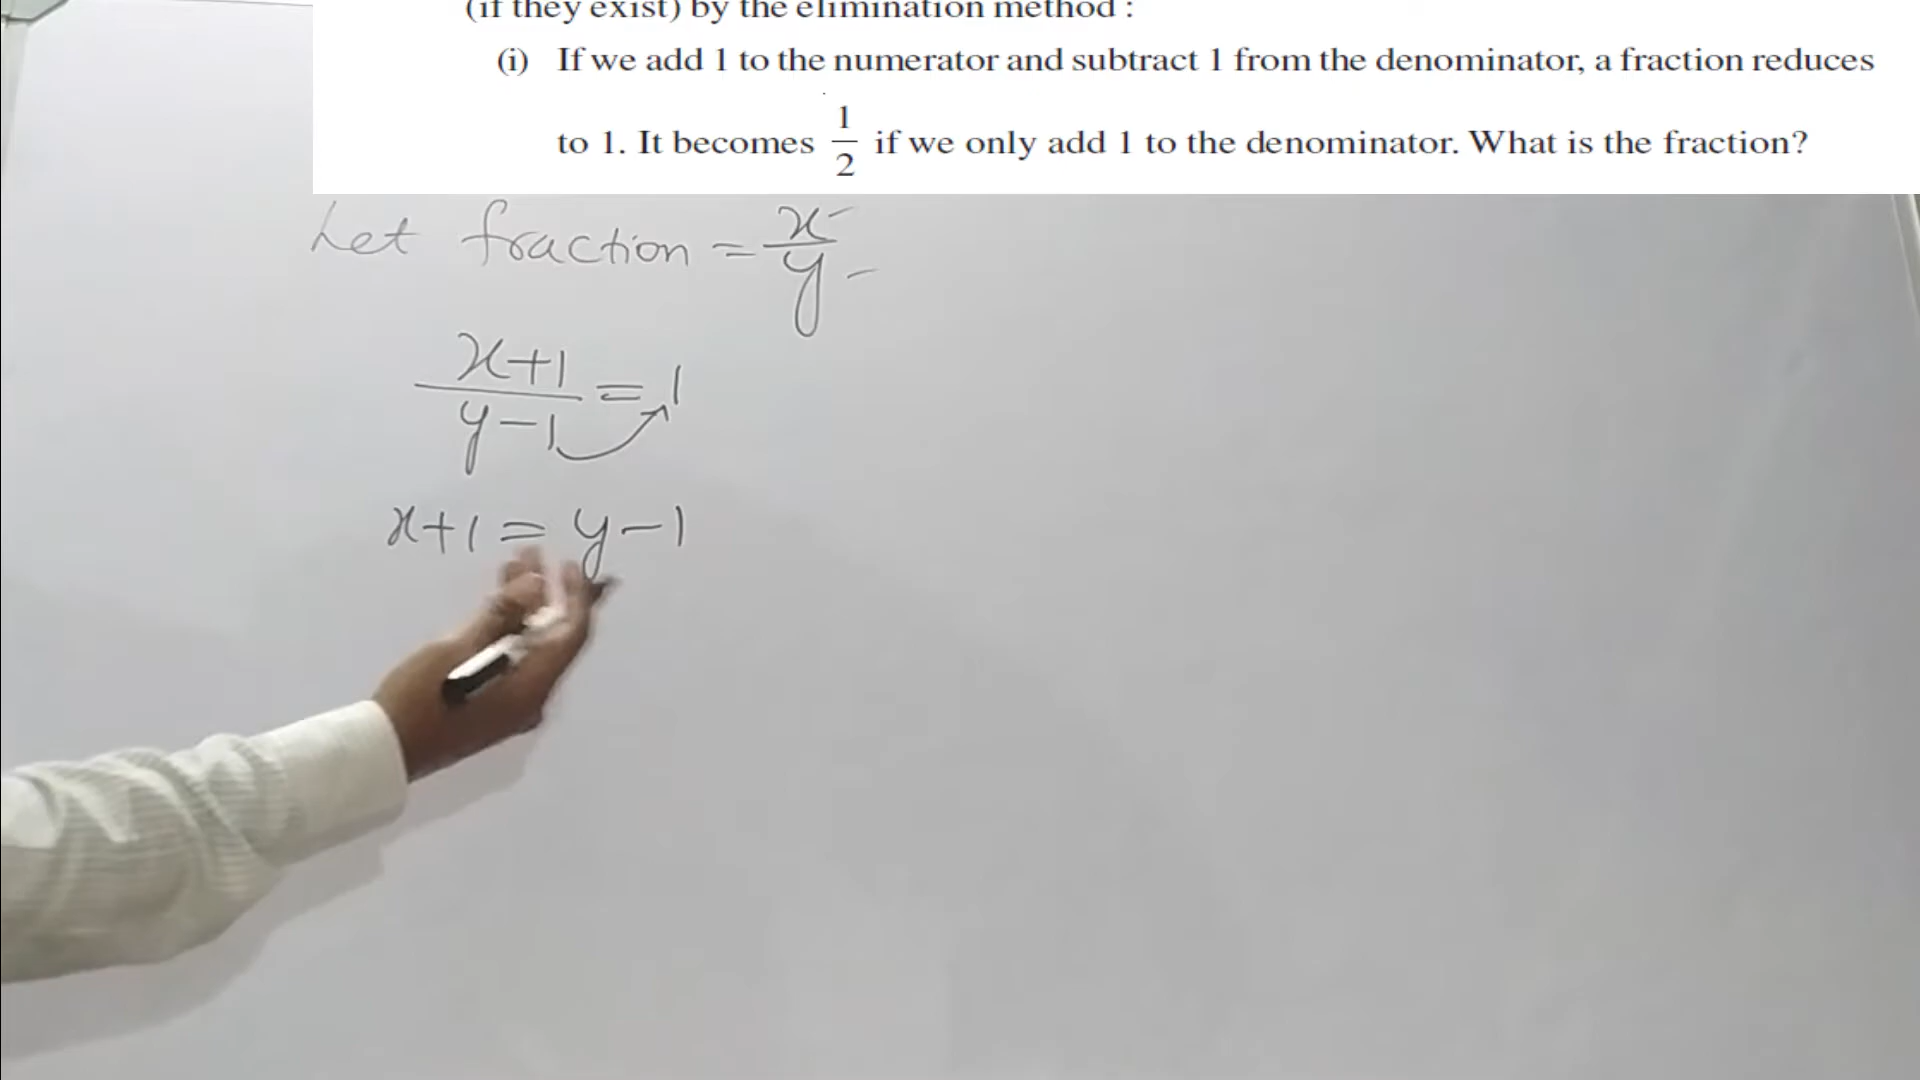 (if they exist) by the elimination method :
(i) If we add 1 to the numerator and subtract 1 from the denominator, a fraction reduces
to 1. It becomes 1/2 if we only add 1 to the denominator. What is the fraction?
Let fraction = x/y
(x+1)/(y-1) = 1
x+1 = y-1